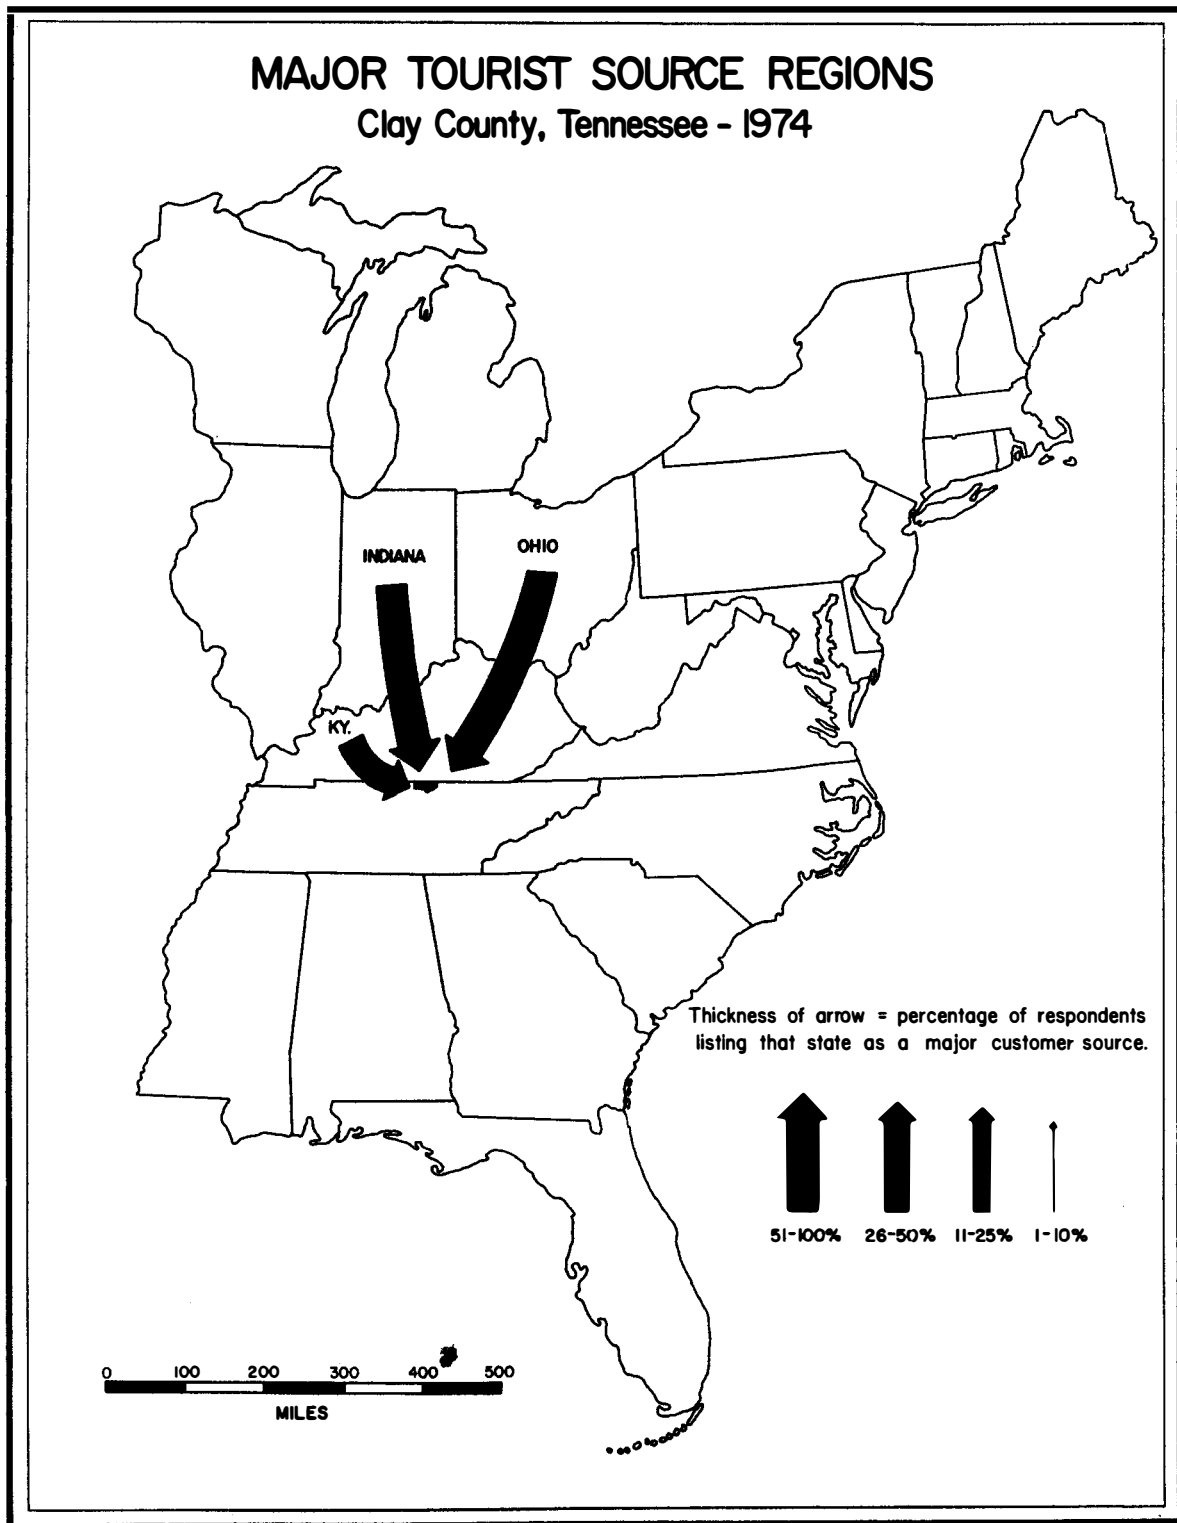 MAJOR TOURIST SOURCE REGIONS
Clay County, Tennessee - 1974
INDIANA
OHIO
KY.
Thickness of arrow = percentage of respondents
listing that state as a major customer source.
51-100% 26-50% 11-25% 1-10%
0 100 200 300 400 500
MILES